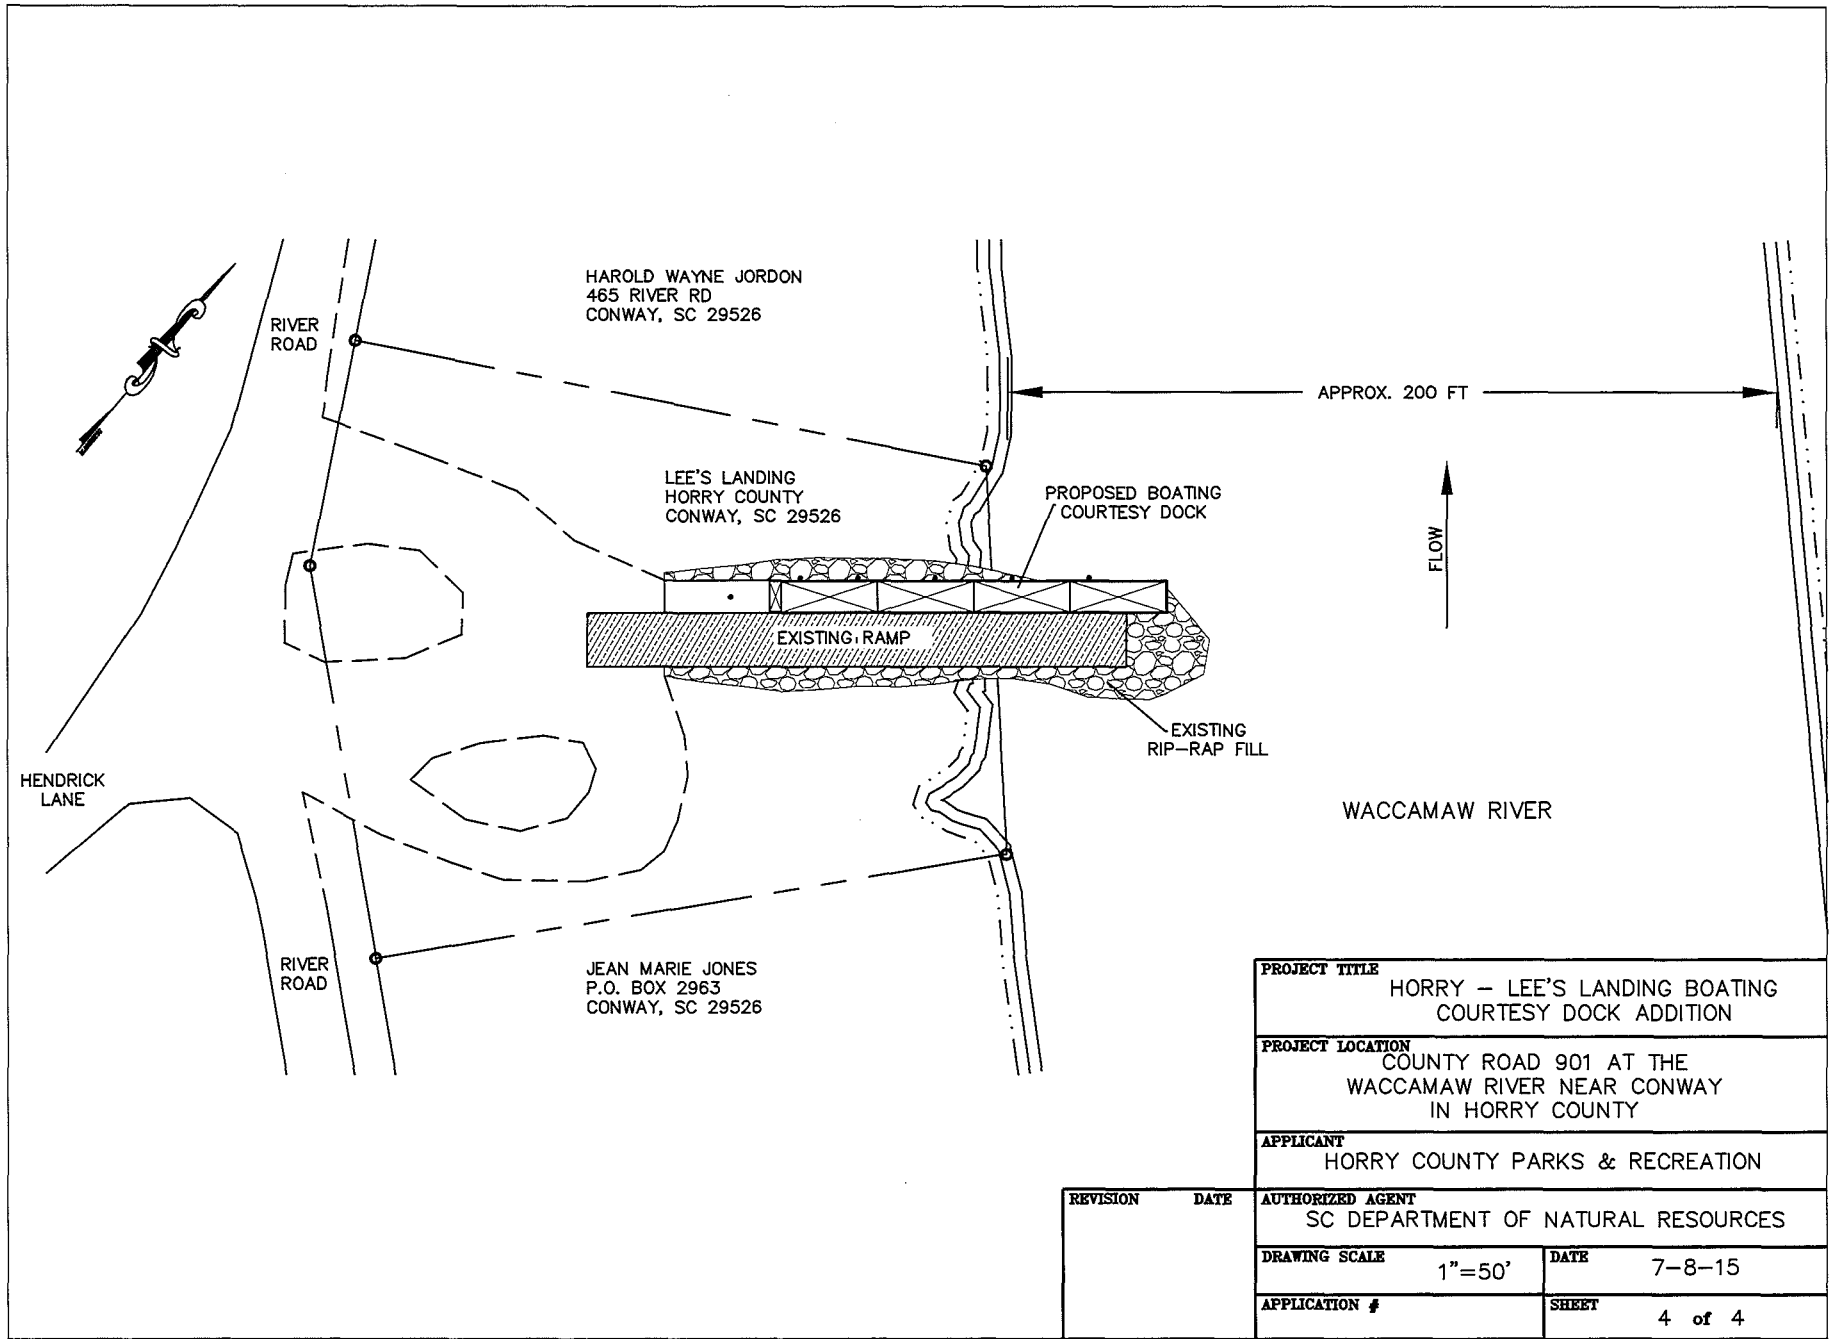 HAROLD WAYNE JORDON
465 RIVER RD
CONWAY, SC 29526
RIVER
ROAD
APPROX. 200 FT
LEE'S LANDING
HORRY COUNTY
CONWAY, SC 29526
PROPOSED BOATING
COURTESY DOCK
FLOW
EXISTING RAMP
EXISTING
RIP-RAP FILL
HENDRICK
LANE
WACCAMAW RIVER
RIVER
ROAD
JEAN MARIE JONES
P.O. BOX 2963
CONWAY, SC 29526
PROJECT TITLE
HORRY - LEE'S LANDING BOATING
COURTESY DOCK ADDITION
PROJECT LOCATION
COUNTY ROAD 901 AT THE
WACCAMAW RIVER NEAR CONWAY
IN HORRY COUNTY
APPLICANT
HORRY COUNTY PARKS & RECREATION
REVISION DATE
AUTHORIZED AGENT
SC DEPARTMENT OF NATURAL RESOURCES
DRAWING SCALE
1"=50'
DATE
7-8-15
APPLICATION #
SHEET
4 of 4